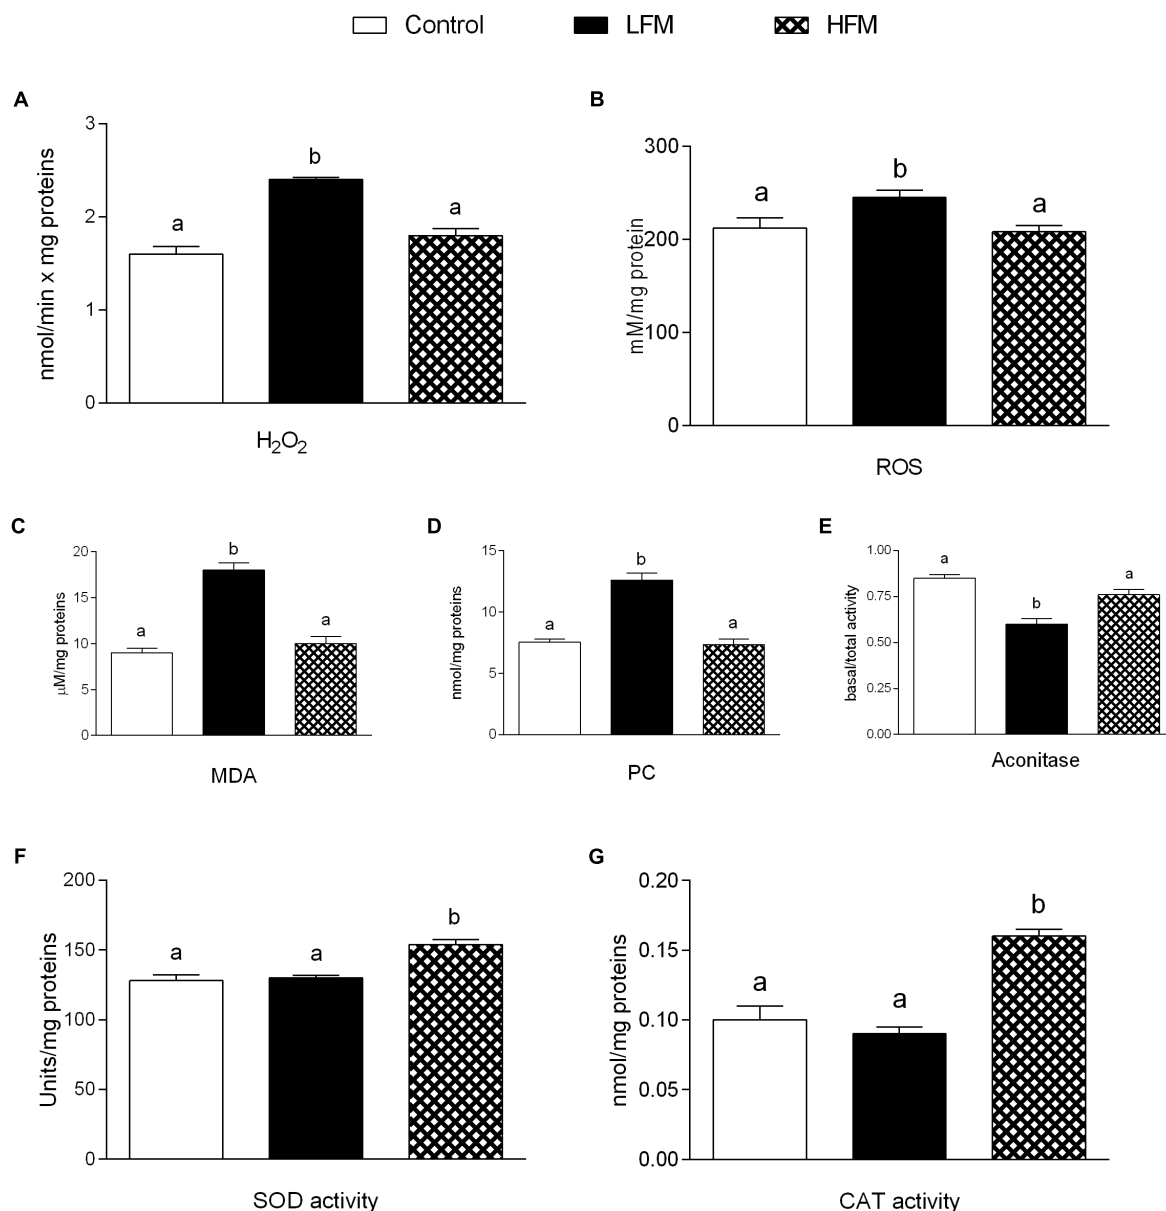 Control LFM HFM
A
3
2
1
0
nmol/min x mg proteins
a b a
H₂O₂
B
300
200
100
0
mM/mg protein
a b a
ROS
C
20
15
10
5
0
µM/mg proteins
a b a
MDA
D
15
10
5
0
nmol/mg proteins
a b a
PC
E
1.00
0.75
0.50
0.25
0.00
basal/total activity
a b a
Aconitase
F
200
150
100
50
0
Units/mg proteins
a a b
SOD activity
G
0.20
0.15
0.10
0.05
0.00
nmol/mg proteins
a a b
CAT activity